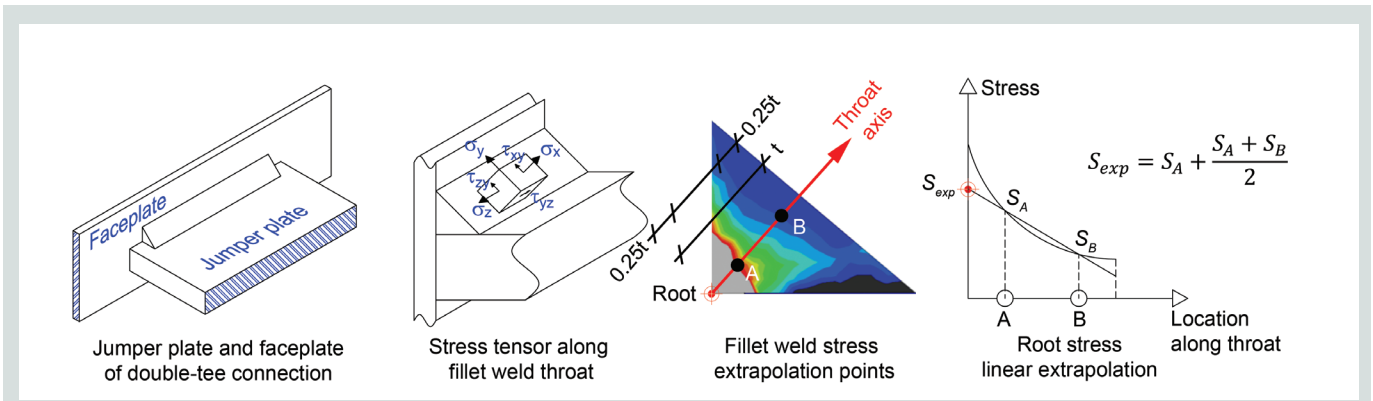 Faceplate
Jumper plate
Jumper plate and faceplate
of double-tee connection
σy
τxy
σx
τzy
σz
τyz
Stress tensor along
fillet weld throat
0.25t
t
0.25t
Throat
axis
B
A
Root
Fillet weld stress
extrapolation points
Stress
Sexp
SA
SB
A
B
Location
along throat
Root stress
linear extrapolation
Sexp = SA + (SA + SB)/2